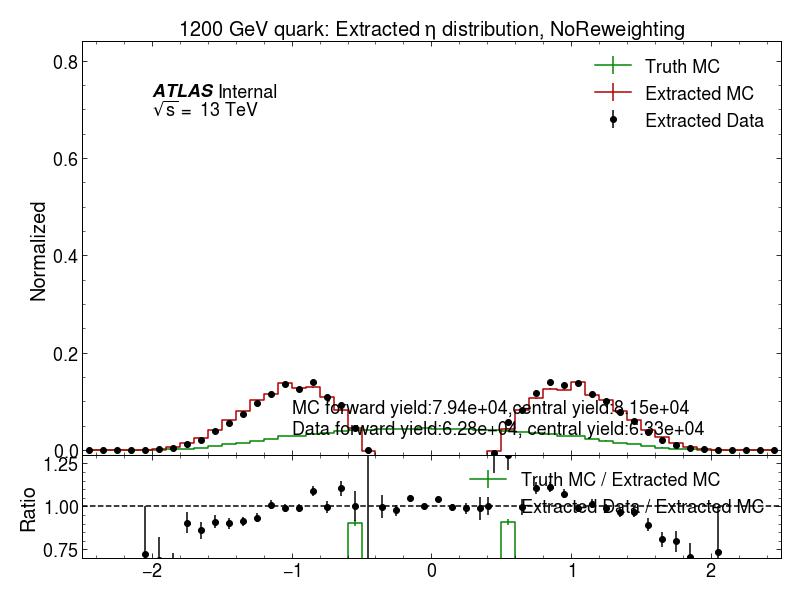 1200 GeV quark: Extracted η distribution, NoReweighting
0.8
0.6
0.4
0.2
0.0
Normalized
ATLAS Internal
√s = 13 TeV
Truth MC
Extracted MC
Extracted Data
MC forward yield:7.94e+04,central yield:8.15e+04
Data forward yield:6.28e+04, central yield:6.33e+04
1.25
1.00
0.75
Ratio
Truth MC / Extracted MC
Extracted Data / Extracted MC
−2 −1 0 1 2